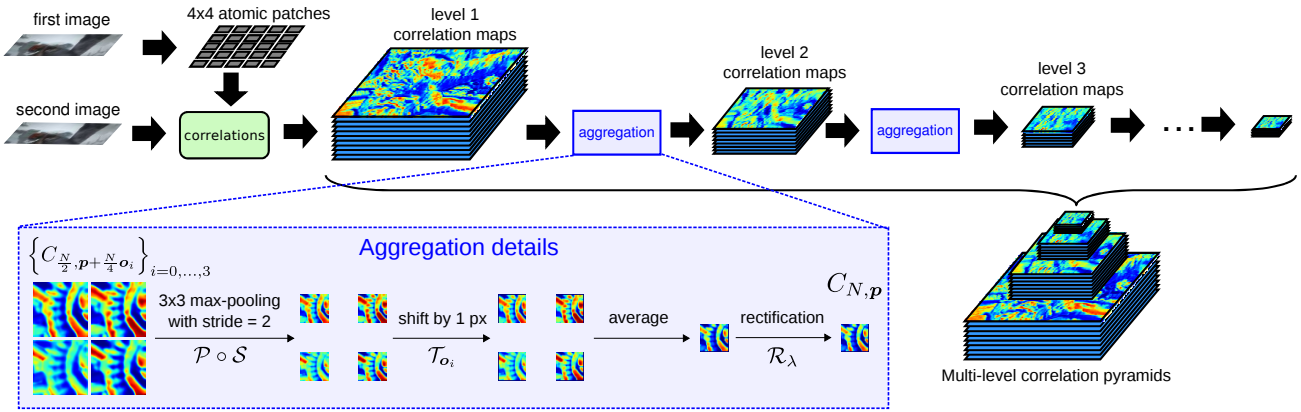 first image
4x4 atomic patches
level 1
correlation maps
level 2
correlation maps
level 3
correlation maps
second image
correlations
aggregation
aggregation
...
Aggregation details
{C_{\frac{N}{2},p+\frac{N}{4}o_i}}_{i=0,...,3}
3x3 max-pooling
with stride = 2
P ∘ S
shift by 1 px
T_{o_i}
average
rectification
R_λ
C_{N,p}
Multi-level correlation pyramids